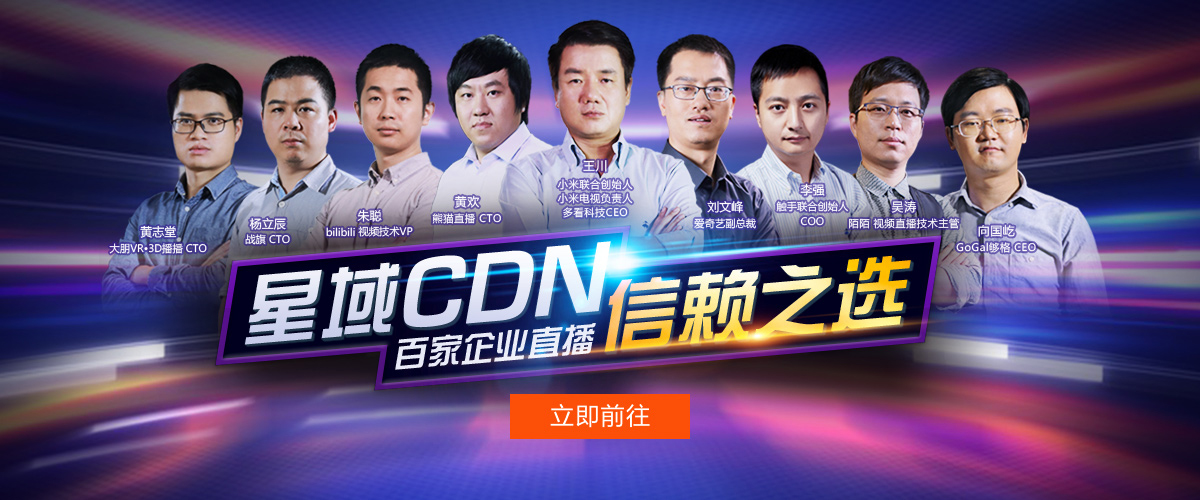 黄志堂
大朋VR·3D播播 CTO
杨立辰
战旗 CTO
朱聪
bilibili 视频技术VP
黄欢
熊猫直播 CTO
王川
小米联合创始人
小米电视负责人
多看科技CEO
刘文峰
爱奇艺副总裁
李强
触手联合创始人
COO
吴涛
陌陌 视频直播技术主管
向国屹
GoGal够格 CEO
星域CDN
百家企业直播
信赖之选
立即前往